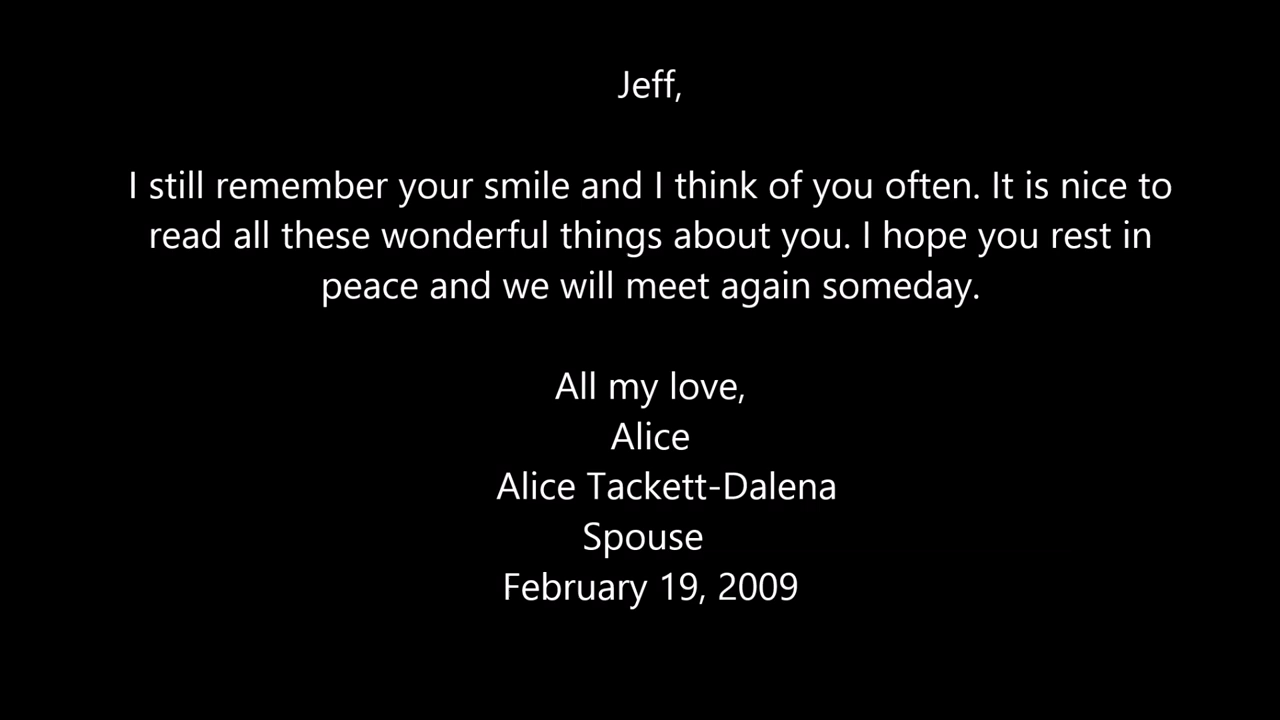 Jeff,
I still remember your smile and I think of you often. It is nice to
read all these wonderful things about you. I hope you rest in
peace and we will meet again someday.
All my love,
Alice
Alice Tackett-Dalena
Spouse
February 19, 2009